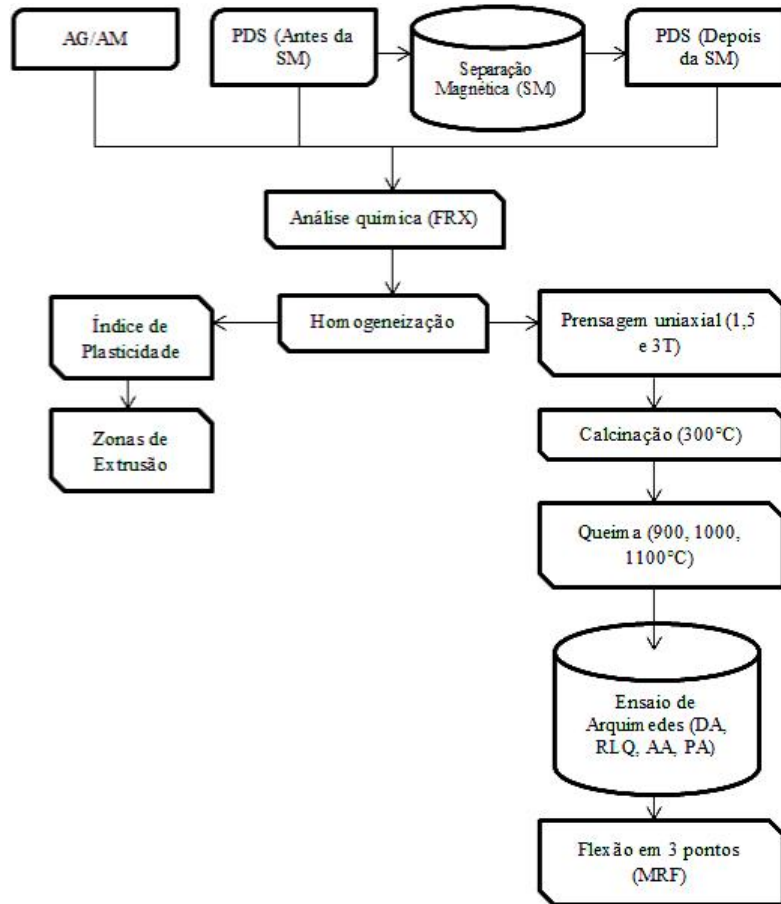 AG/AM
PDS (Antes da
SM)
Separação
Magnética (SM)
PDS (Depois
da SM)
Análise química (FRX)
Índice de
Plasticidade
Homogeneização
Prensagem uniaxial (1,5
e 3T)
Zonas de
Extrusão
Calcinação (300°C)
Queima (900, 1000,
1100°C)
Ensaio de
Arquimedes (DA,
RLQ, AA, PA)
Flexão em 3 pontos
(MRF)